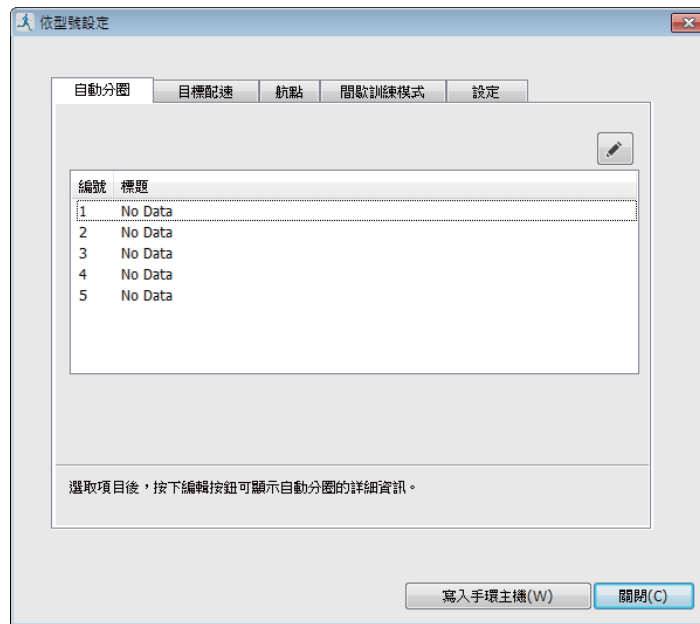 依型號設定
自動分圈 目標配速 航點 間歇訓練模式 設定
編號 標題
1 No Data
2 No Data
3 No Data
4 No Data
5 No Data
選取項目後，按下編輯按鈕可顯示自動分圈的詳細資訊。
寫入手環主機(W) 關閉(C)